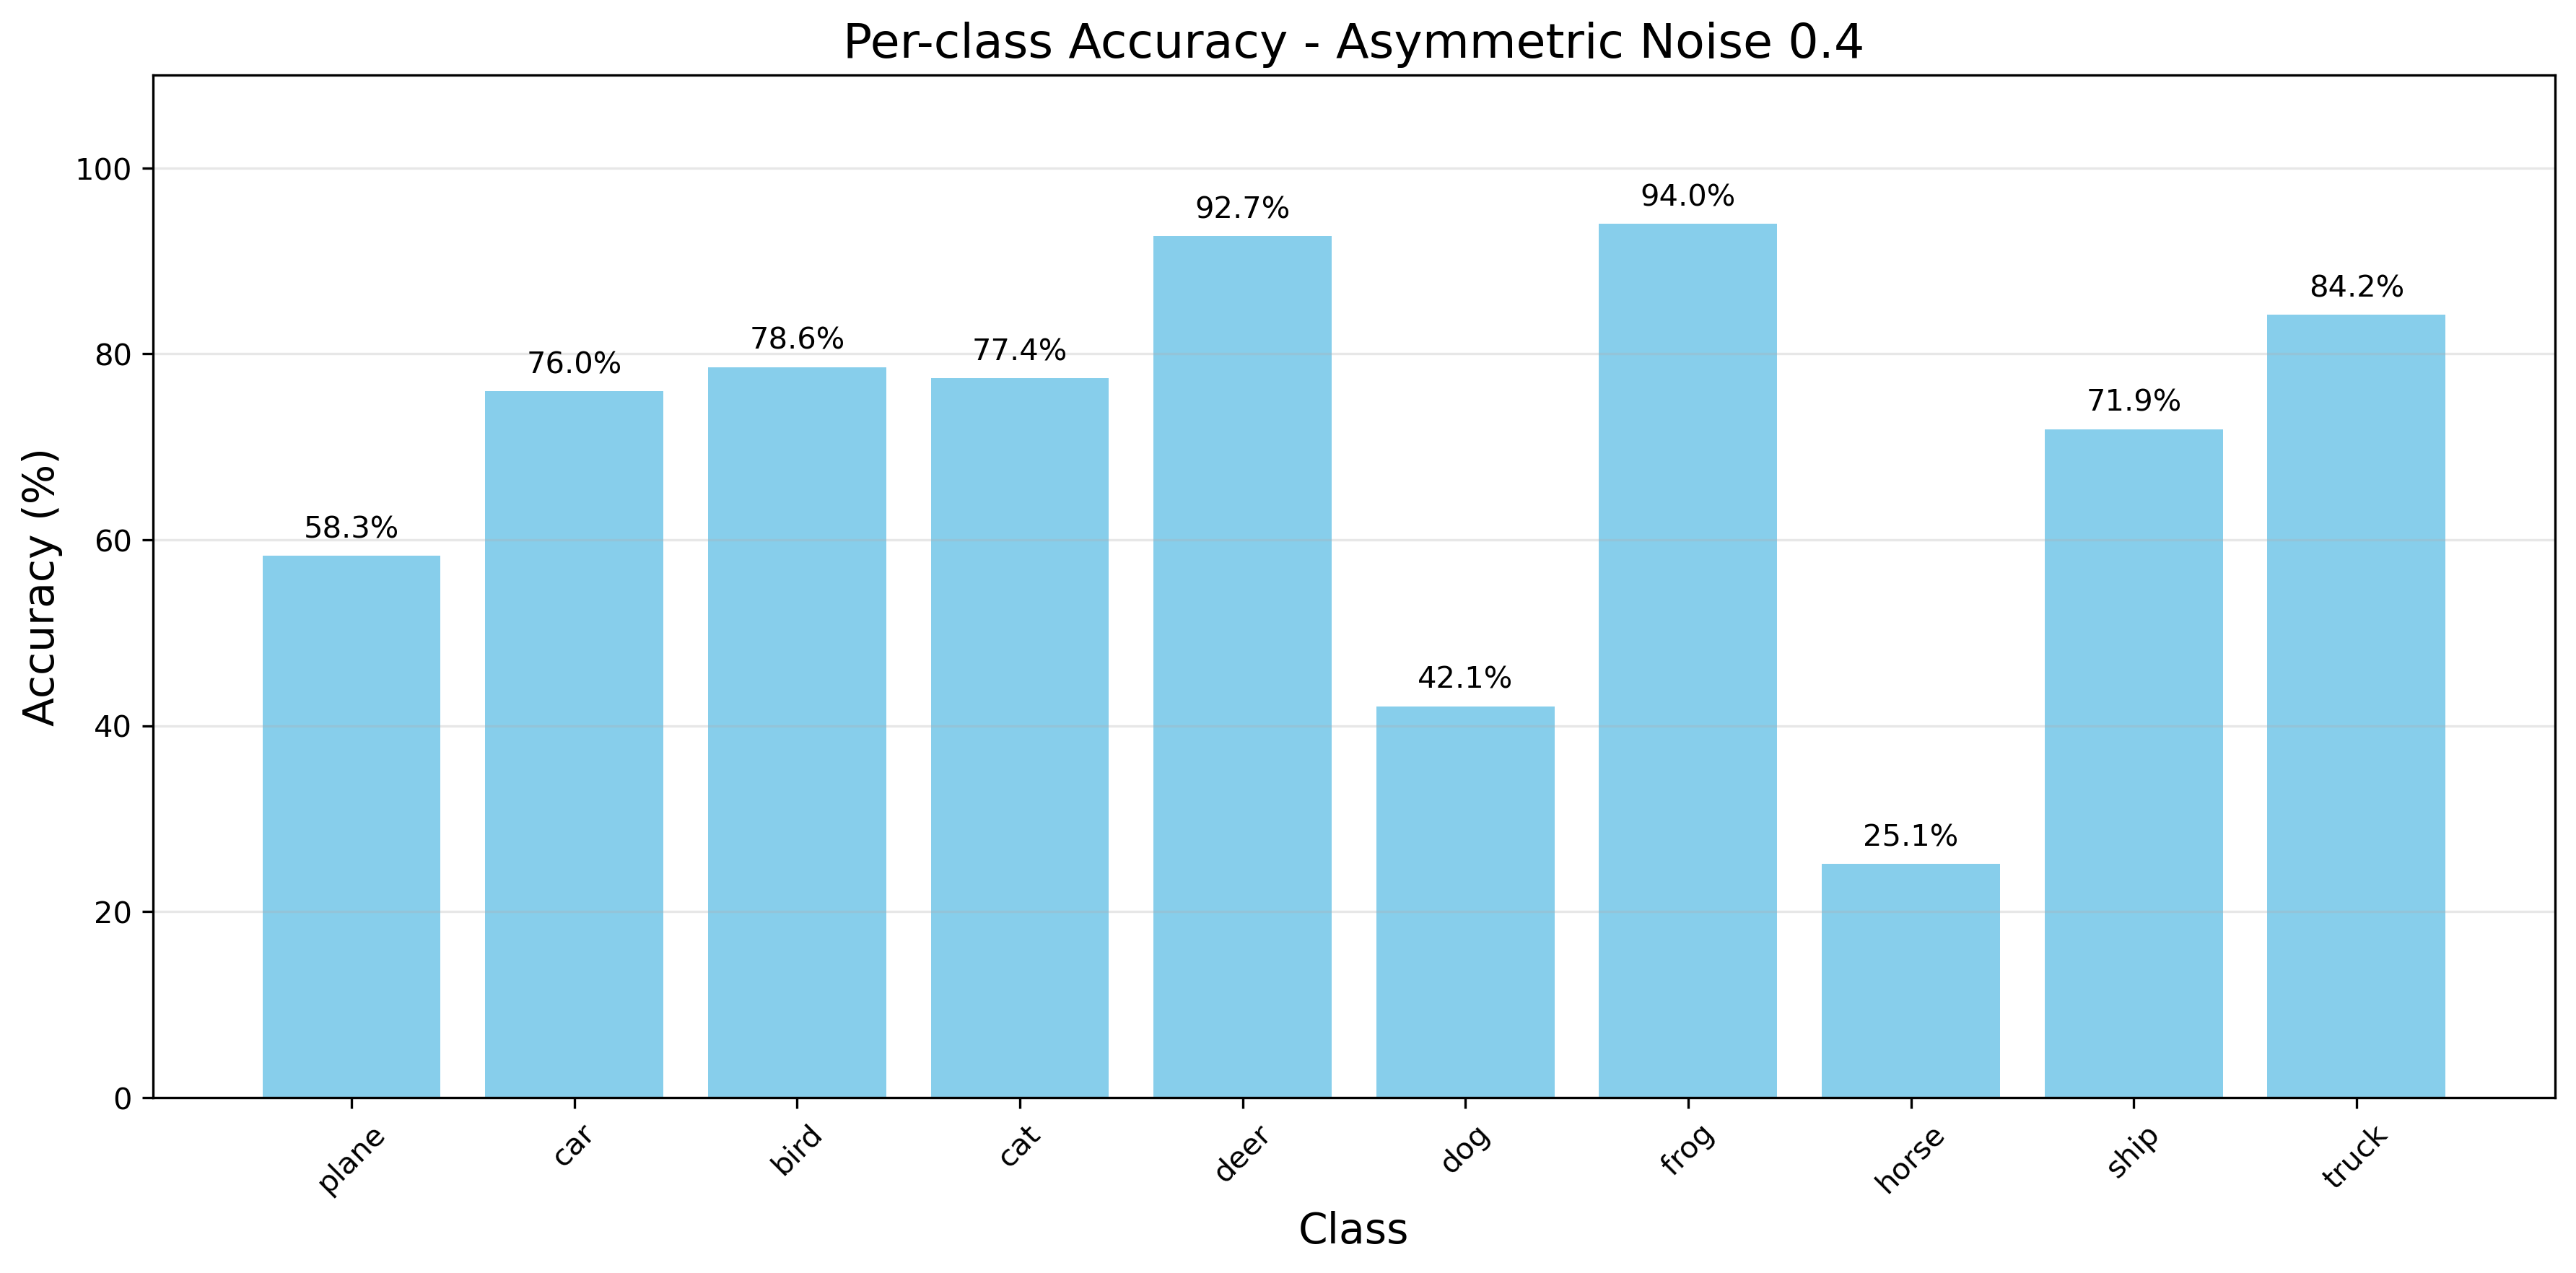 Per-class Accuracy - Asymmetric Noise 0.4
Accuracy (%)
100
80
60
40
20
0
58.3%
76.0%
78.6%
77.4%
92.7%
42.1%
94.0%
25.1%
71.9%
84.2%
plane
car
bird
cat
deer
dog
frog
horse
ship
truck
Class